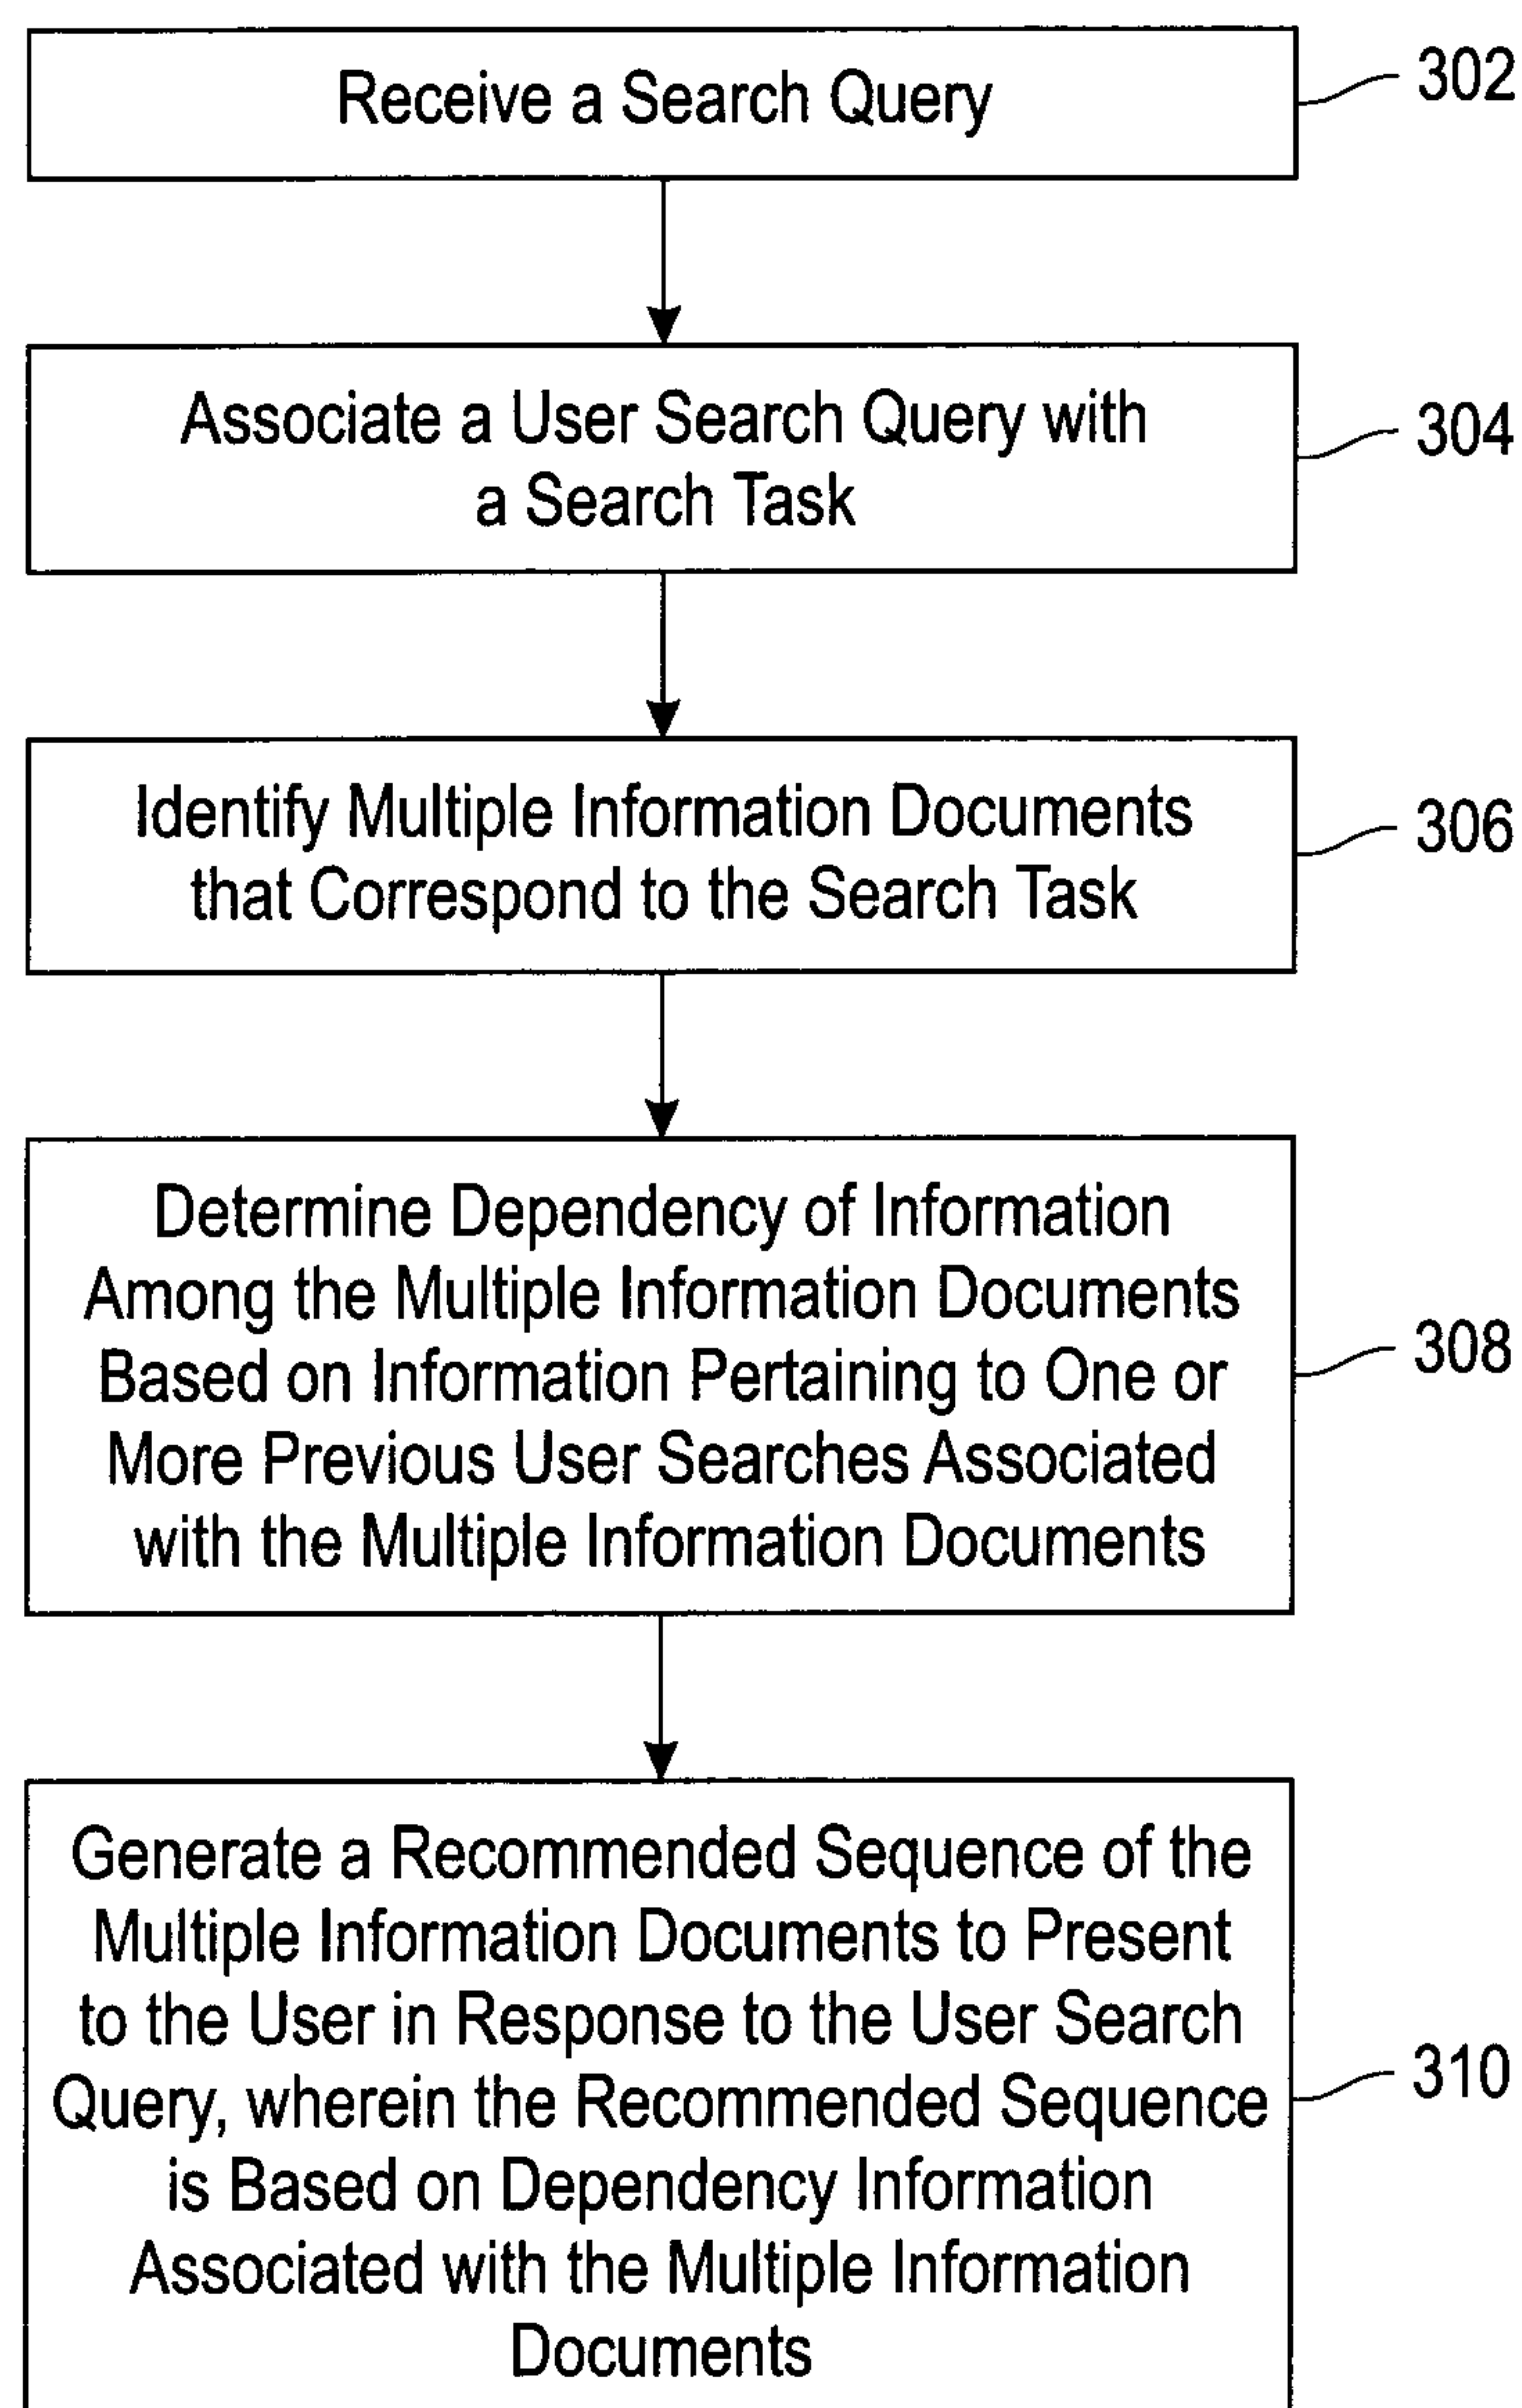 Receive a Search Query
302
Associate a User Search Query with
a Search Task
304
Identify Multiple Information Documents
that Correspond to the Search Task
306
Determine Dependency of Information
Among the Multiple Information Documents
Based on Information Pertaining to One or
More Previous User Searches Associated
with the Multiple Information Documents
308
Generate a Recommended Sequence of the
Multiple Information Documents to Present
to the User in Response to the User Search
Query, wherein the Recommended Sequence
is Based on Dependency Information
Associated with the Multiple Information
Documents
310